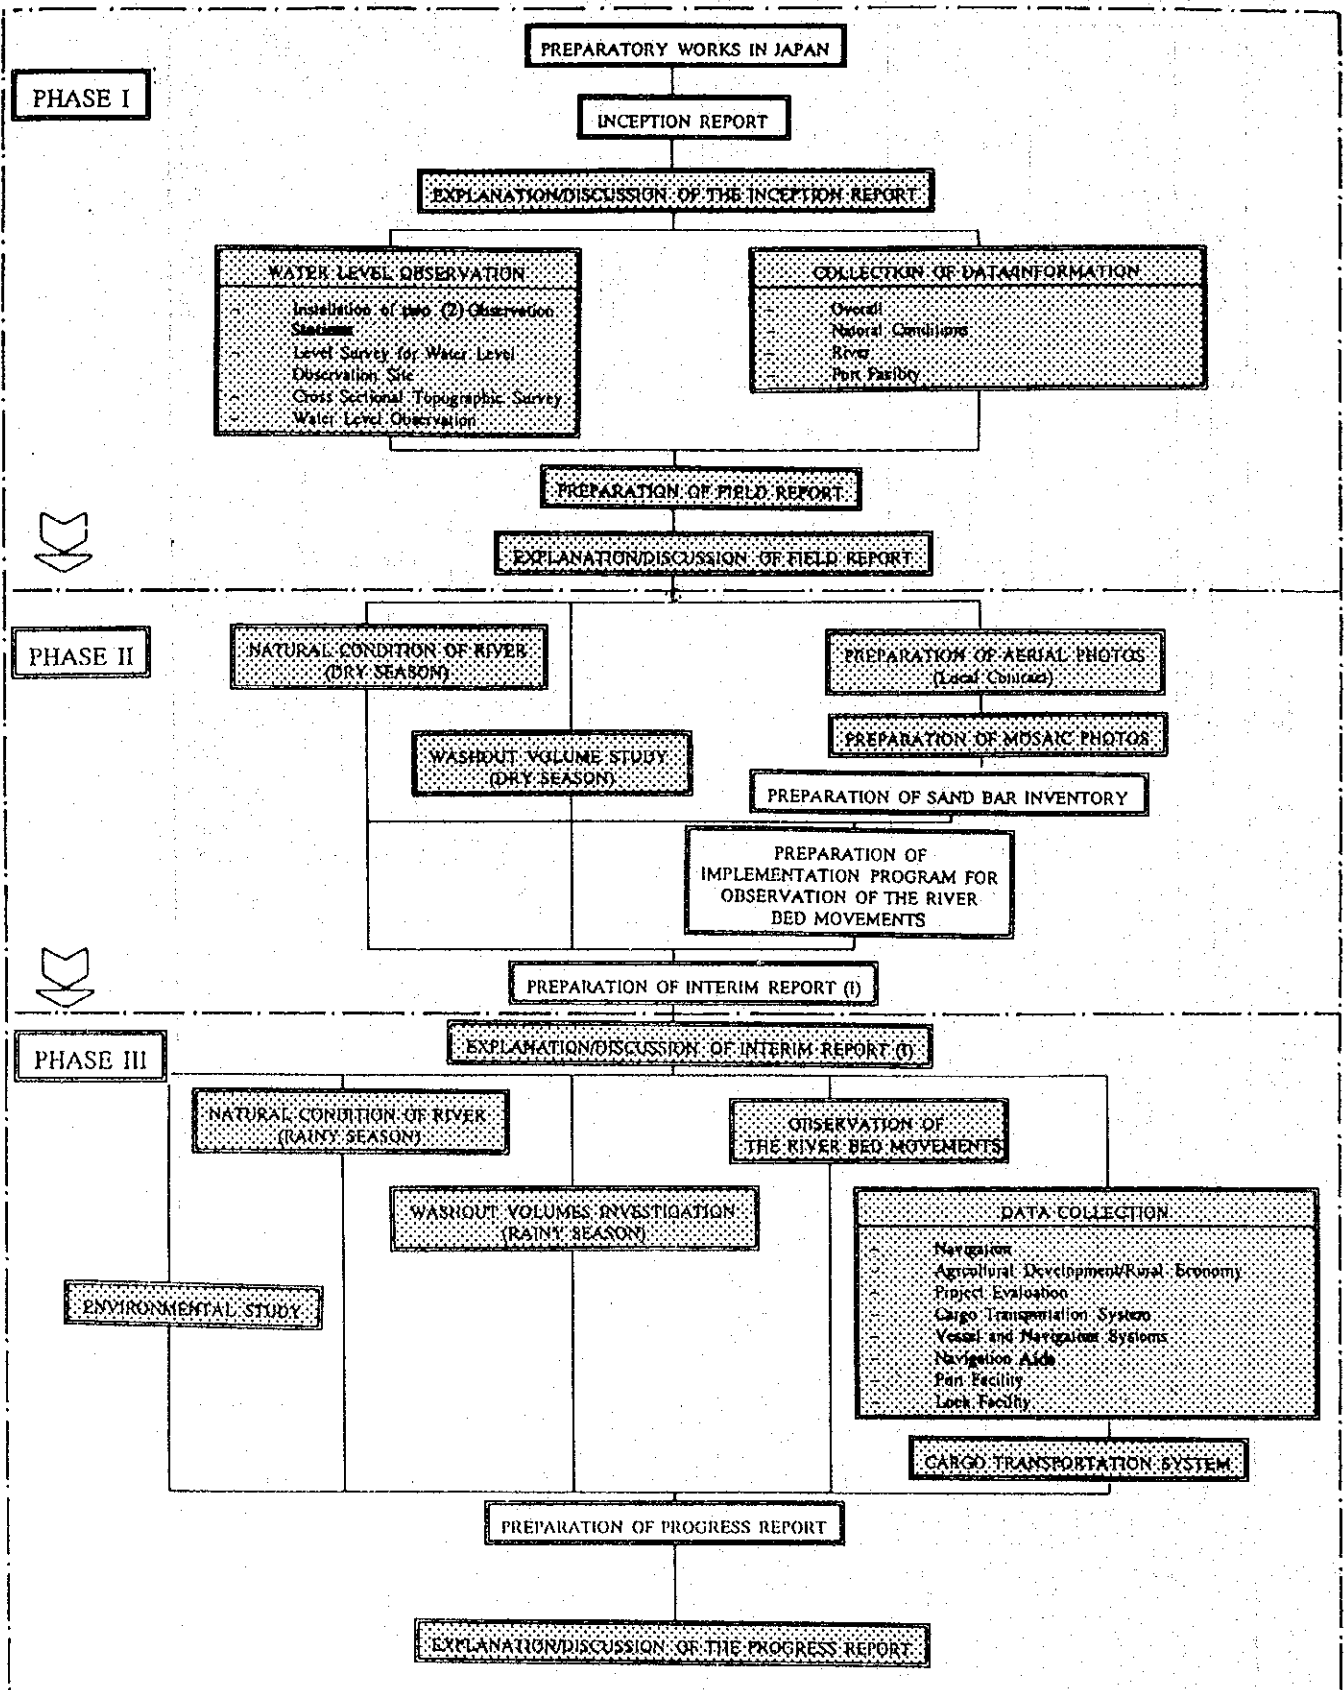 PREPARATORY WORKS IN JAPAN
PHASE I
INCEPTION REPORT
EXPLANATION/DISCUSSION OF THE INCEPTION REPORT
WATER LEVEL OBSERVATION
- Installation of two (2) Observation
Stations
- Level Survey for Water Level
Observation Site
- Cross Sectional Topographic Survey
- Water Level Observation
COLLECTION OF DATA/INFORMATION
- Overall
- Natural Conditions
- River
- Port Facility
PREPARATION OF FIELD REPORT
EXPLANATION/DISCUSSION OF FIELD REPORT
PHASE II
NATURAL CONDITION OF RIVER
(DRY SEASON)
PREPARATION OF AERIAL PHOTOS
(Local Contract)
WASHOUT VOLUME STUDY
(DRY SEASON)
PREPARATION OF MOSAIC PHOTOS
PREPARATION OF SAND BAR INVENTORY
PREPARATION OF
IMPLEMENTATION PROGRAM FOR
OBSERVATION OF THE RIVER
BED MOVEMENTS
PREPARATION OF INTERIM REPORT (I)
EXPLANATION/DISCUSSION OF INTERIM REPORT (I)
PHASE III
NATURAL CONDITION OF RIVER
(RAINY SEASON)
OBSERVATION OF
THE RIVER BED MOVEMENTS
WASHOUT VOLUMES INVESTIGATION
(RAINY SEASON)
DATA COLLECTION
- Navigation
- Agricultural Development/Rural Economy
- Project Evaluation
- Cargo Transportation System
- Vessel and Navigation Systems
- Navigation Aids
- Port Facility
- Lock Facility
ENVIRONMENTAL STUDY
CARGO TRANSPORTATION SYSTEM
PREPARATION OF PROGRESS REPORT
EXPLANATION/DISCUSSION OF THE PROGRESS REPORT